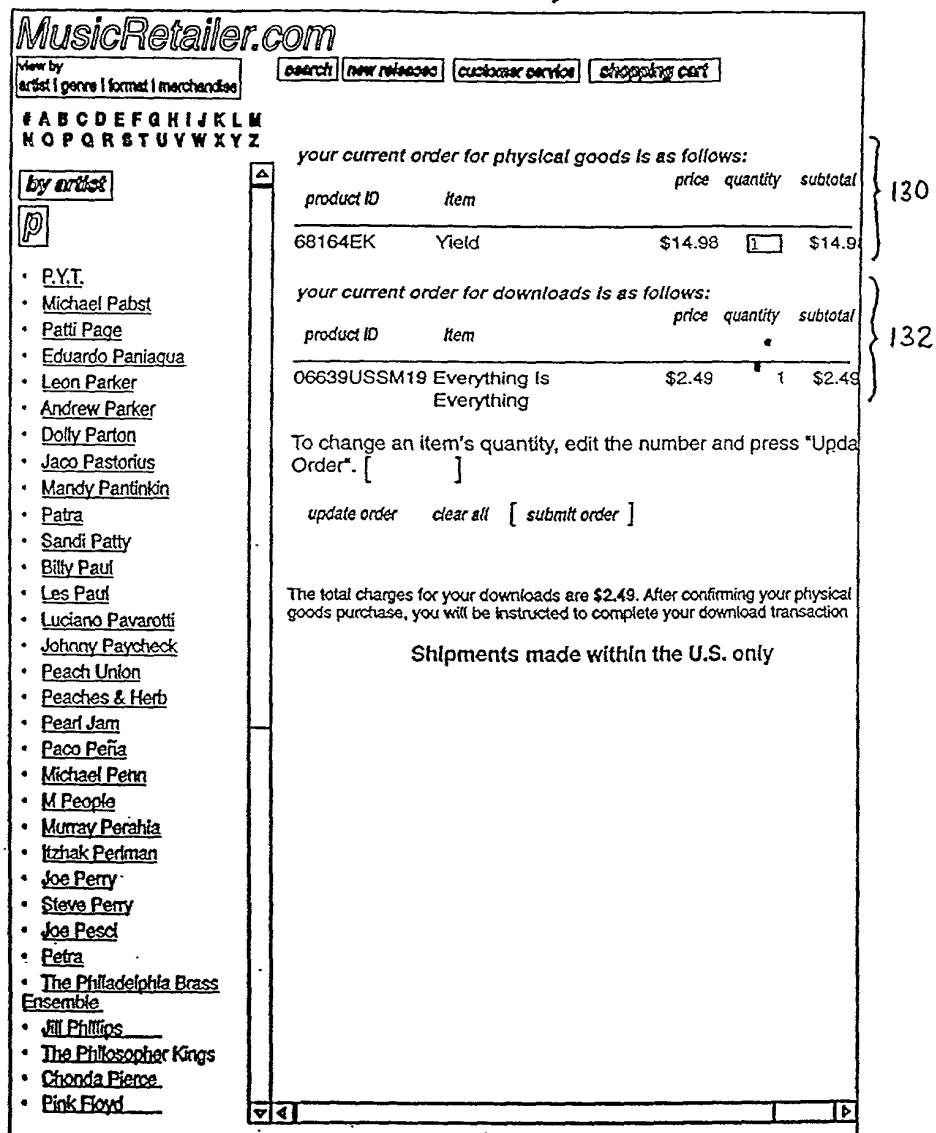 MusicRetailer.com
view by
artist | genre | format | merchandise
search new releases customer service shopping cart
# A B C D E F G H I J K L M
N O P Q R S T U V W X Y Z
by artist
p
• P.Y.T.
• Michael Pabst
• Patti Page
• Eduardo Paniagua
• Leon Parker
• Andrew Parker
• Dolly Parton
• Jaco Pastorius
• Mandy Pantinkin
• Patra
• Sandi Patty
• Billy Paul
• Les Paul
• Luciano Pavarotti
• Johnny Paycheck
• Peach Union
• Peaches & Herb
• Pearl Jam
• Paco Peña
• Michael Penn
• M People
• Murray Perahia
• Itzhak Perlman
• Joe Perry
• Steve Perry
• Joe Pesci
• Petra
• The Philadelphia Brass
Ensemble
• Jill Phillips
• The Philosopher Kings
• Chonda Pierce
• Pink Floyd
your current order for physical goods is as follows:
product ID item price quantity subtotal
68164EK Yield $14.98 1 $14.9
130
your current order for downloads is as follows:
product ID item price quantity subtotal
06639USSM19 Everything Is $2.49 1 $2.49
Everything
132
To change an item's quantity, edit the number and press "Upda
Order". [ ]
update order clear all [ submit order ]
The total charges for your downloads are $2.49. After confirming your physical
goods purchase, you will be instructed to complete your download transaction
Shipments made within the U.S. only